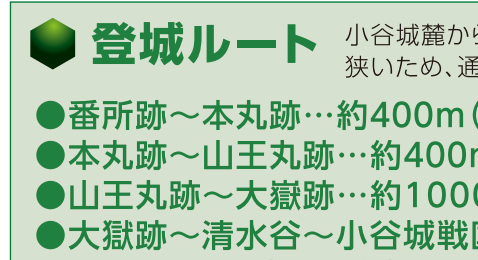 登城ルート
小谷城麓から
狭いため、通
●番所跡～本丸跡…約400m（
●本丸跡～山王丸跡…約400m
●山王丸跡～大嶽跡…約1000
●大獄跡～清水谷～小谷城戦国